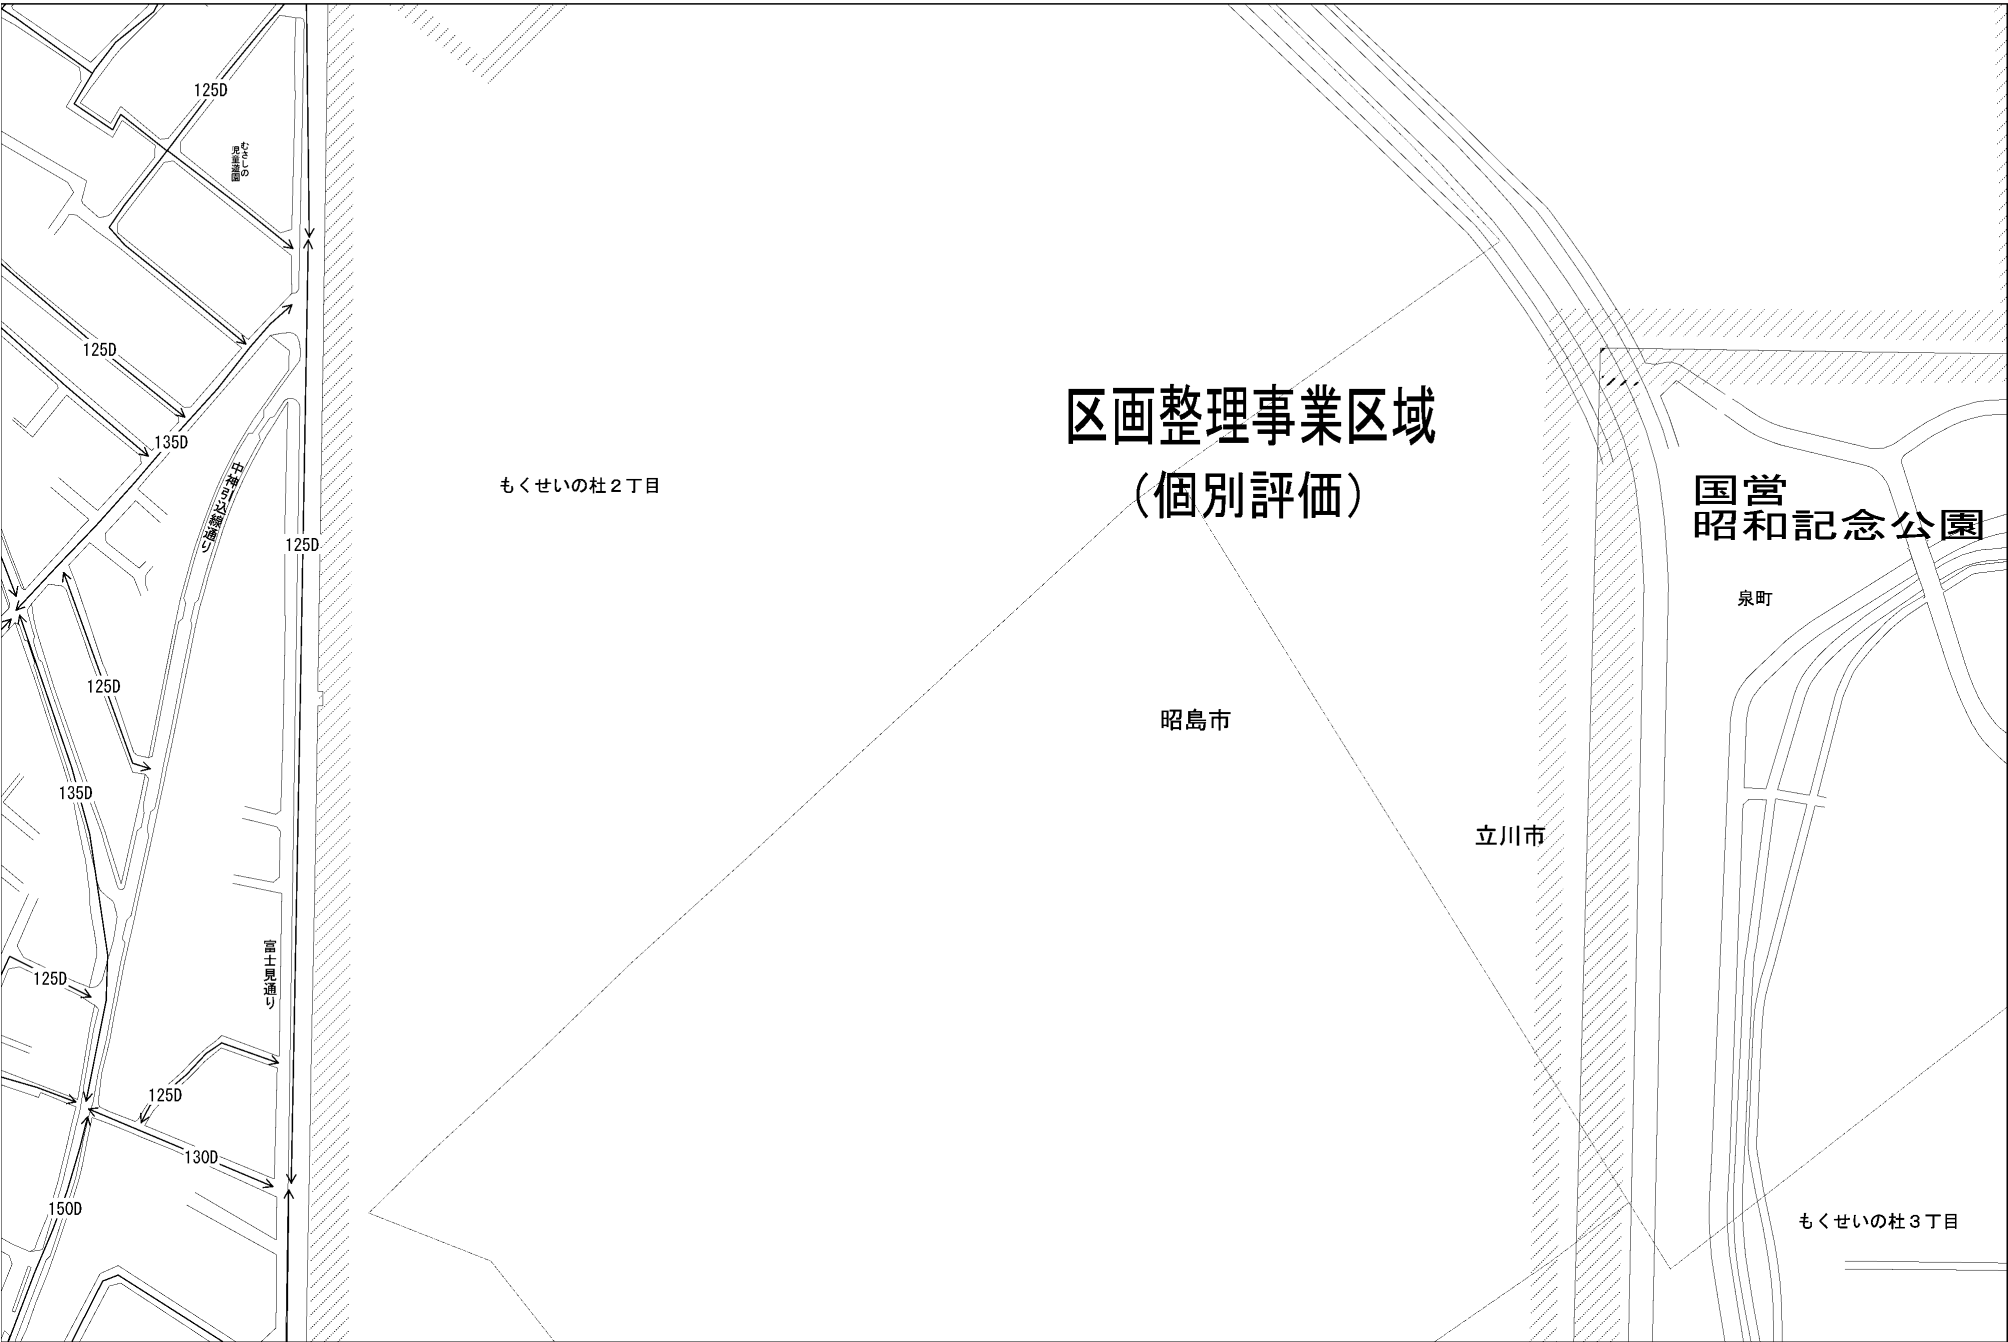 125D
むさしの
児童遊園
125D
135D
中神引込線通り
125D
もくせいの杜２丁目
区画整理事業区域
（個別評価）
国営
昭和記念公園
泉町
125D
昭島市
135D
立川市
富士見通り
125D
125D
130D
150D
もくせいの杜３丁目